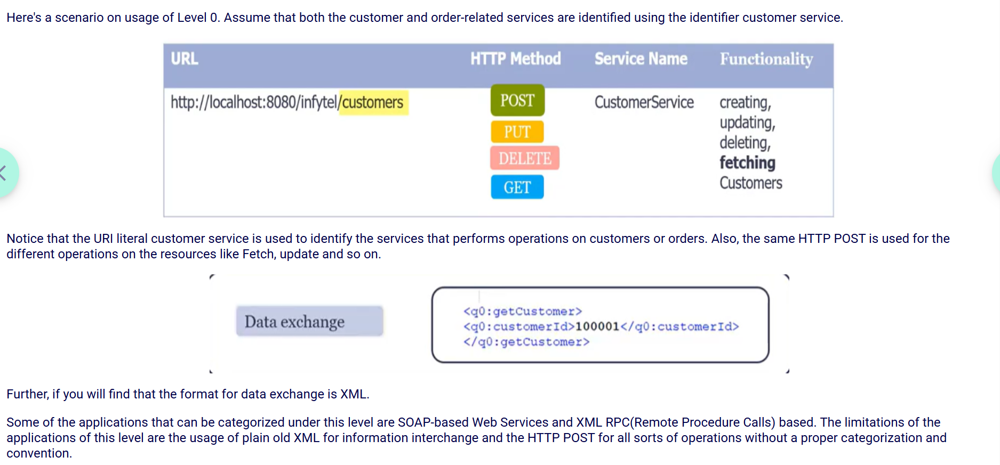 Here's a scenario on usage of Level 0. Assume that both the customer and order-related services are identified using the identifier customer service.
URL HTTP Method Service Name Functionality
http://localhost:8080/infytel/customers POST CustomerService creating,
PUT updating,
DELETE deleting,
fetching
GET Customers
Notice that the URI literal customer service is used to identify the services that performs operations on customers or orders. Also, the same HTTP POST is used for the
different operations on the resources like Fetch, update and so on.
Data exchange
<q0:getCustomer>
<q0:customerId>100001</q0:customerId>
</q0:getCustomer>
Further, if you will find that the format for data exchange is XML.
Some of the applications that can be categorized under this level are SOAP-based Web Services and XML RPC(Remote Procedure Calls) based. The limitations of the
applications of this level are the usage of plain old XML for information interchange and the HTTP POST for all sorts of operations without a proper categorization and
convention.